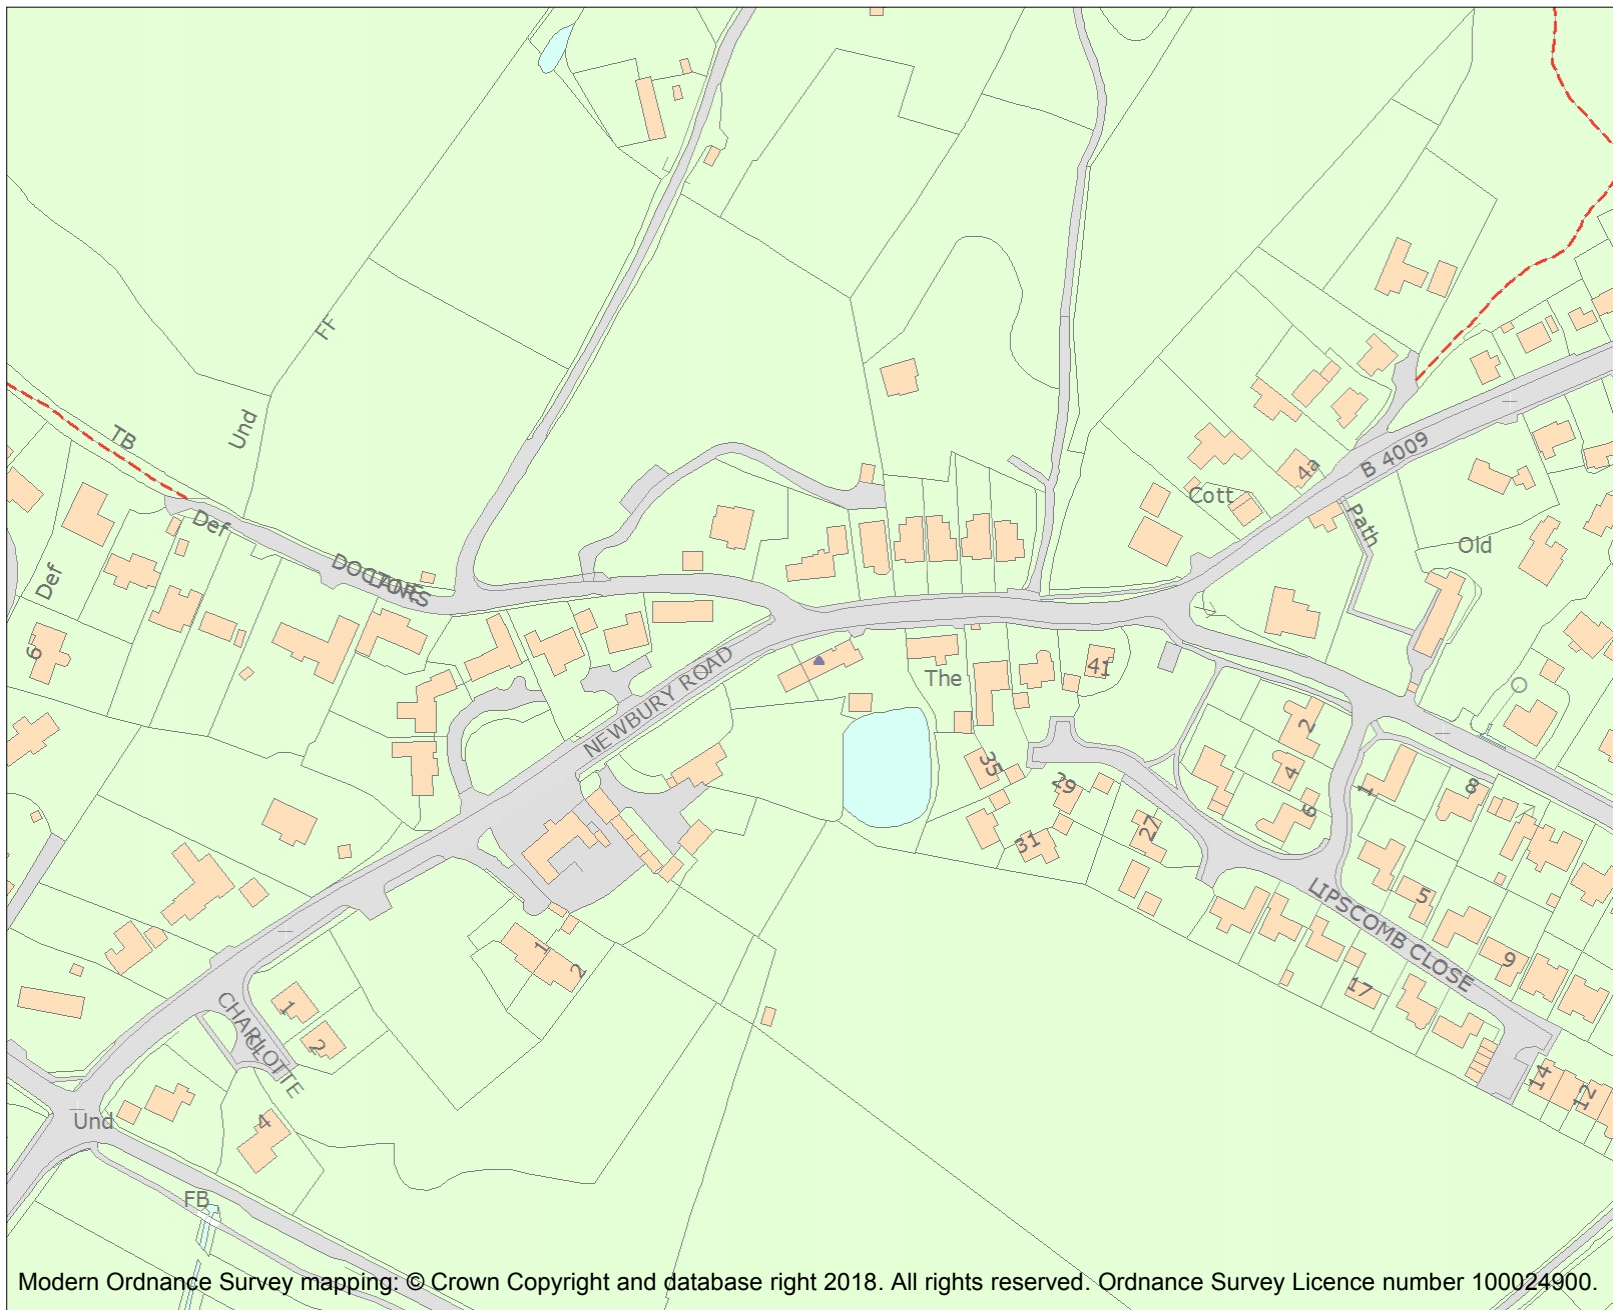 FF
TB
Und
Def
Def
DOCTORS
LANE
6
NEWBURY ROAD
B 4009
4a
Cott
Path
Old
The
41
35
29
31
27
2
4
6
1
8
5
9
17
14
12
LIPSCOMB CLOSE
1
2
CHARLOTTE
CL
1
2
4
Und
FB
Modern Ordnance Survey mapping: © Crown Copyright and database right 2018. All rights reserved. Ordnance Survey Licence number 100024900.